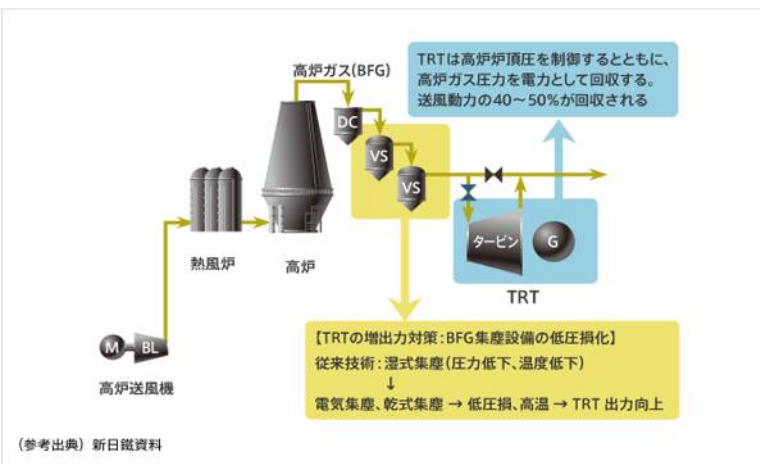 高炉ガス(BFG)
TRTは高炉炉頂圧を制御するとともに、
高炉ガス圧力を電力として回収する。
送風動力の40〜50%が回収される
DC
VS
VS
タービン
G
TRT
熱風炉
高炉
M
BL
高炉送風機
【TRTの増出力対策:BFG集塵設備の低圧損化】
従来技術:湿式集塵(圧力低下、温度低下)
↓
電気集塵、乾式集塵 → 低圧損、高温 → TRT 出力向上
(参考出典) 新日鐵資料